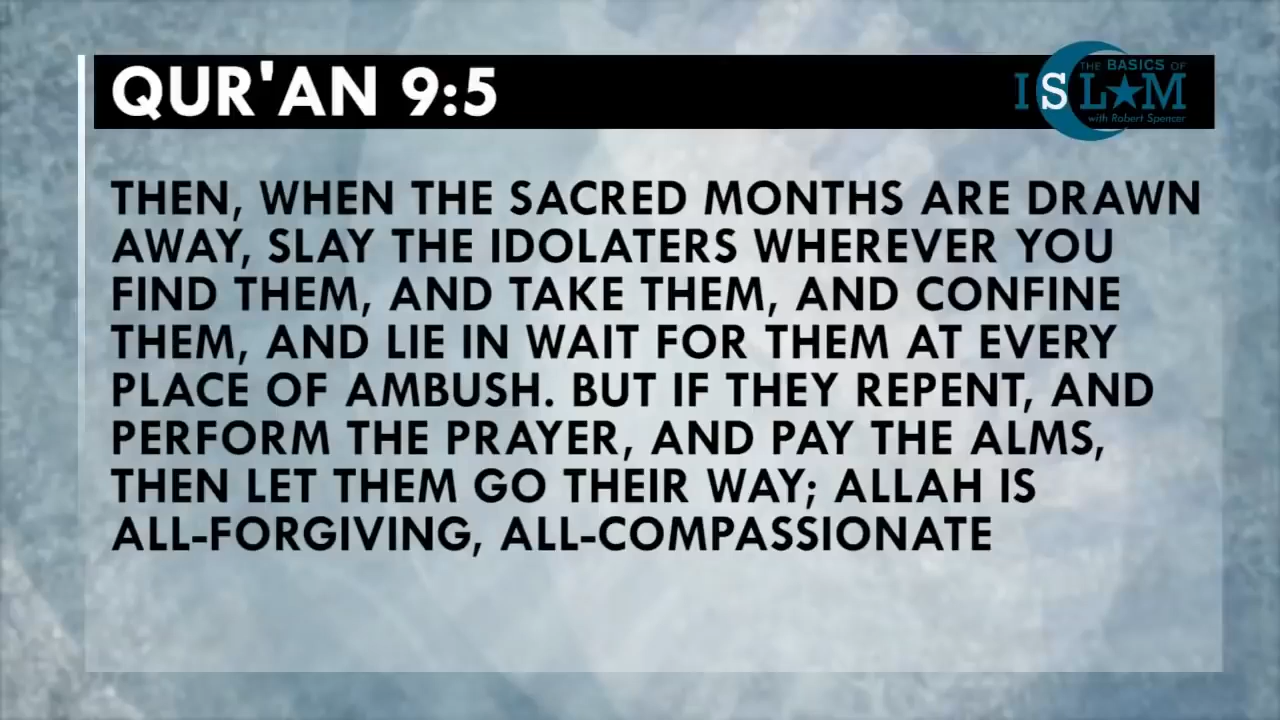 QUR'AN 9:5
THE BASICS OF
ISLAM
with Robert Spencer
THEN, WHEN THE SACRED MONTHS ARE DRAWN
AWAY, SLAY THE IDOLATERS WHEREVER YOU
FIND THEM, AND TAKE THEM, AND CONFINE
THEM, AND LIE IN WAIT FOR THEM AT EVERY
PLACE OF AMBUSH. BUT IF THEY REPENT, AND
PERFORM THE PRAYER, AND PAY THE ALMS,
THEN LET THEM GO THEIR WAY; ALLAH IS
ALL-FORGIVING, ALL-COMPASSIONATE